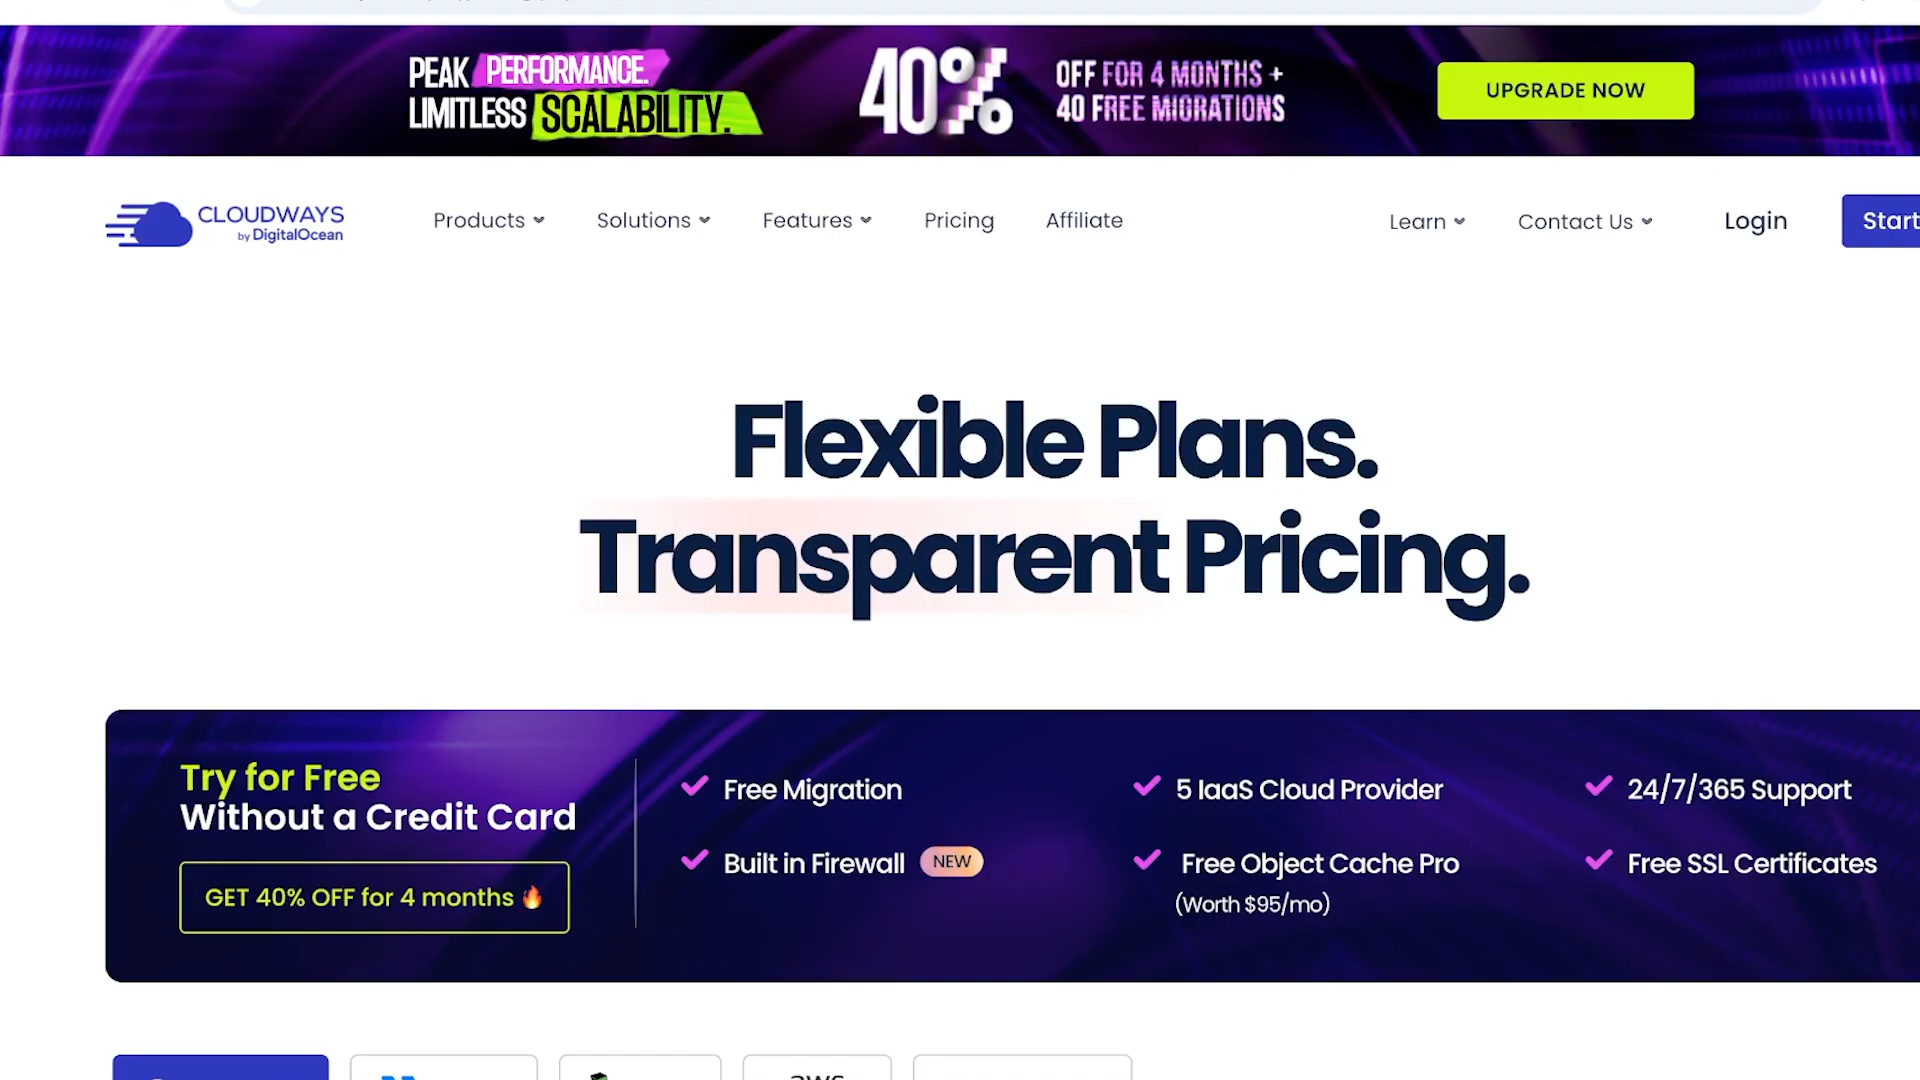 PEAK PERFORMANCE.
LIMITLESS SCALABILITY.
40%
OFF FOR 4 MONTHS +
40 FREE MIGRATIONS
UPGRADE NOW
CLOUDWAYS
by DigitalOcean
Products
Solutions
Features
Pricing
Affiliate
Learn
Contact Us
Login
Start
Flexible Plans.
Transparent Pricing.
Try for Free
Without a Credit Card
GET 40% OFF for 4 months
Free Migration
5 IaaS Cloud Provider
24/7/365 Support
Built in Firewall NEW
Free Object Cache Pro
(Worth $95/mo)
Free SSL Certificates
aws